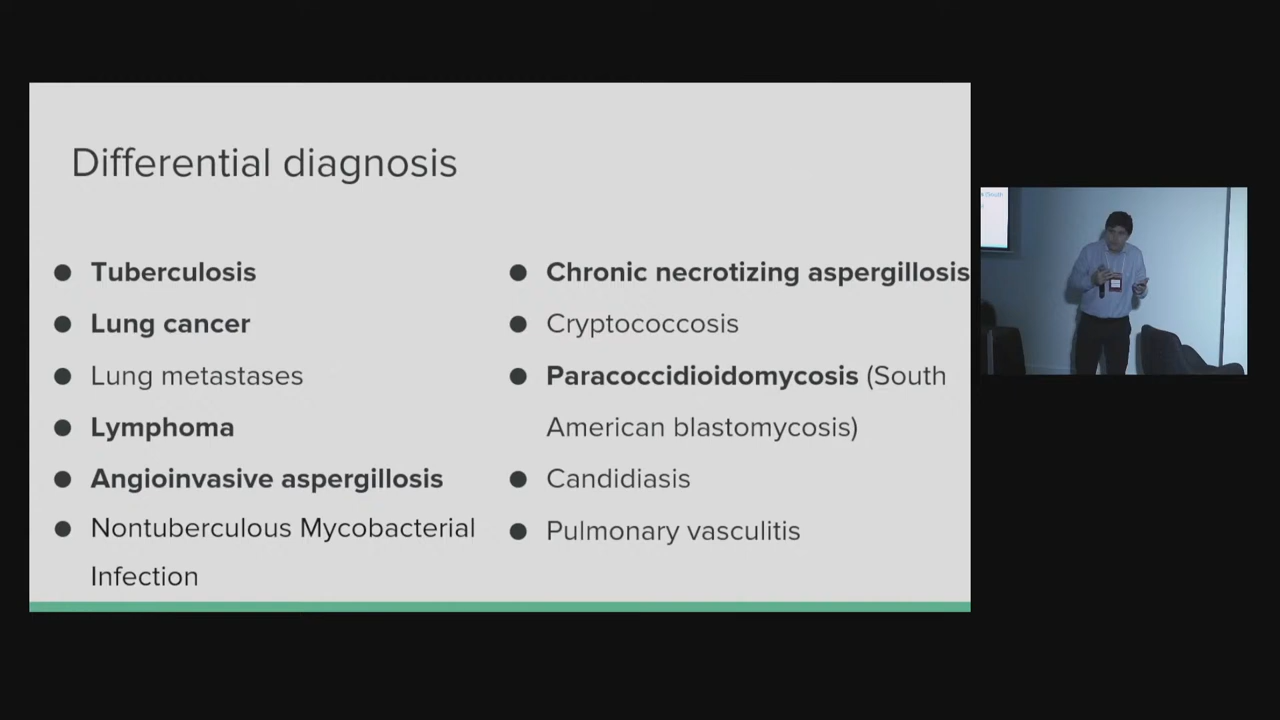 Differential diagnosis
● Tuberculosis
● Lung cancer
● Lung metastases
● Lymphoma
● Angioinvasive aspergillosis
● Nontuberculous Mycobacterial
Infection
● Chronic necrotizing aspergillosis
● Cryptococcosis
● Paracoccidioidomycosis (South
American blastomycosis)
● Candidiasis
● Pulmonary vasculitis